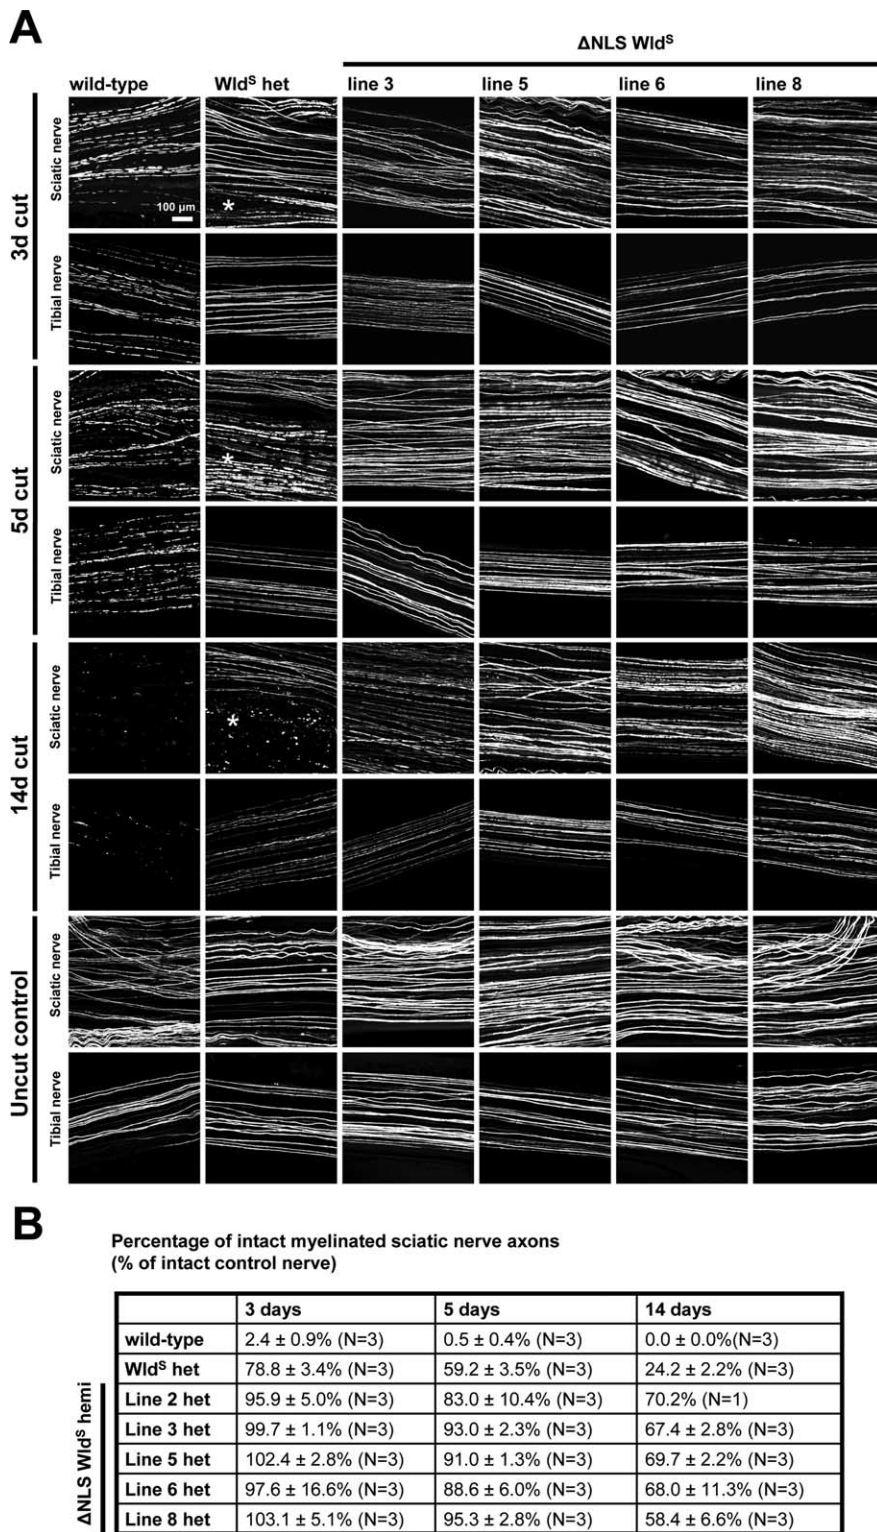 A
ΔNLS Wldˢ
wild-type Wldˢ het line 3 line 5 line 6 line 8
3d cut
Sciatic nerve
100 µm
*
Tibial nerve
5d cut
Sciatic nerve
*
Tibial nerve
14d cut
Sciatic nerve
*
Tibial nerve
Uncut control
Sciatic nerve
Tibial nerve
B
Percentage of intact myelinated sciatic nerve axons
(% of intact control nerve)
3 days 5 days 14 days
wild-type 2.4 ± 0.9% (N=3) 0.5 ± 0.4% (N=3) 0.0 ± 0.0%(N=3)
Wldˢ het 78.8 ± 3.4% (N=3) 59.2 ± 3.5% (N=3) 24.2 ± 2.2% (N=3)
ΔNLS Wldˢ hemi
Line 2 het 95.9 ± 5.0% (N=3) 83.0 ± 10.4% (N=3) 70.2% (N=1)
Line 3 het 99.7 ± 1.1% (N=3) 93.0 ± 2.3% (N=3) 67.4 ± 2.8% (N=3)
Line 5 het 102.4 ± 2.8% (N=3) 91.0 ± 1.3% (N=3) 69.7 ± 2.2% (N=3)
Line 6 het 97.6 ± 16.6% (N=3) 88.6 ± 6.0% (N=3) 68.0 ± 11.3% (N=3)
Line 8 het 103.1 ± 5.1% (N=3) 95.3 ± 2.8% (N=3) 58.4 ± 6.6% (N=3)